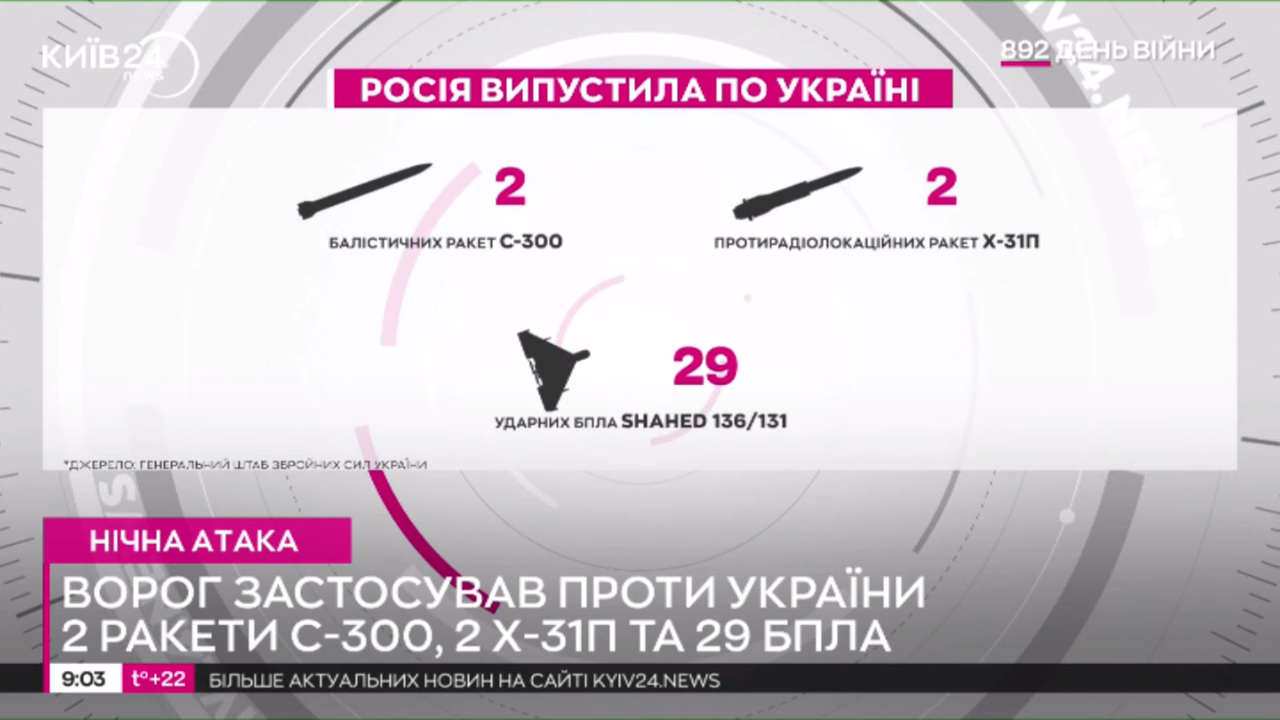 КИЇВ24
news
892 ДЕНЬ ВІЙНИ
IV24.NEWS
РОСІЯ ВИПУСТИЛА ПО УКРАЇНІ
2
БАЛІСТИЧНИХ РАКЕТ С-300
2
ПРОТИРАДІОЛОКАЦІЙНИХ РАКЕТ Х-31П
29
УДАРНИХ БПЛА SHAHED 136/131
*ДЖЕРЕЛО: ГЕНЕРАЛЬНИЙ ШТАБ ЗБРОЙНИХ СИЛ УКРАЇНИ
НІЧНА АТАКА
ВОРОГ ЗАСТОСУВАВ ПРОТИ УКРАЇНИ
2 РАКЕТИ С-300, 2 Х-31П ТА 29 БПЛА
9:03
t°+22
БІЛЬШЕ АКТУАЛЬНИХ НОВИН НА САЙТІ KYIV24.NEWS